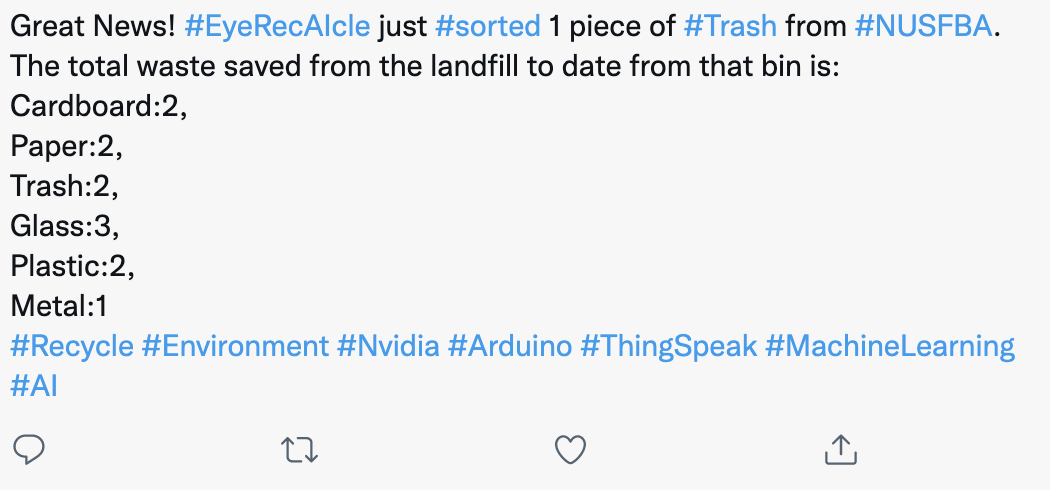 Great News! #EyeRecAIcle just #sorted 1 piece of #Trash from #NUSFBA.
The total waste saved from the landfill to date from that bin is:
Cardboard:2,
Paper:2,
Trash:2,
Glass:3,
Plastic:2,
Metal:1
#Recycle #Environment #Nvidia #Arduino #ThingSpeak #MachineLearning
#AI